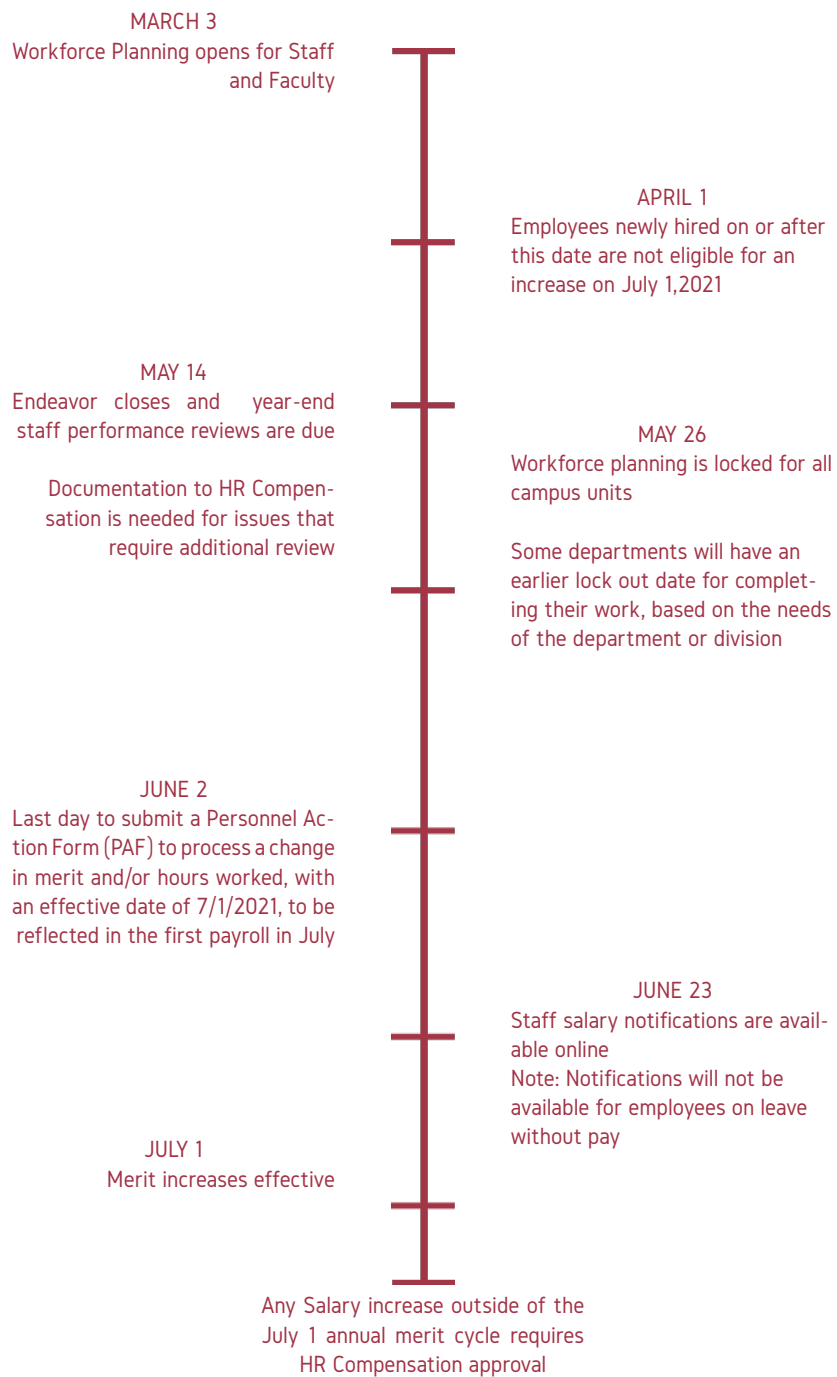 MARCH 3
Workforce Planning opens for Staff
and Faculty
APRIL 1
Employees newly hired on or after
this date are not eligible for an
increase on July 1,2021
MAY 14
Endeavor closes and year-end
staff performance reviews are due
Documentation to HR Compen-
sation is needed for issues that
require additional review
MAY 26
Workforce planning is locked for all
campus units
Some departments will have an
earlier lock out date for complet-
ing their work, based on the needs
of the department or division
JUNE 2
Last day to submit a Personnel Ac-
tion Form (PAF) to process a change
in merit and/or hours worked, with
an effective date of 7/1/2021, to be
reflected in the first payroll in July
JUNE 23
Staff salary notifications are avail-
able online
Note: Notifications will not be
available for employees on leave
without pay
JULY 1
Merit increases effective
Any Salary increase outside of the
July 1 annual merit cycle requires
HR Compensation approval